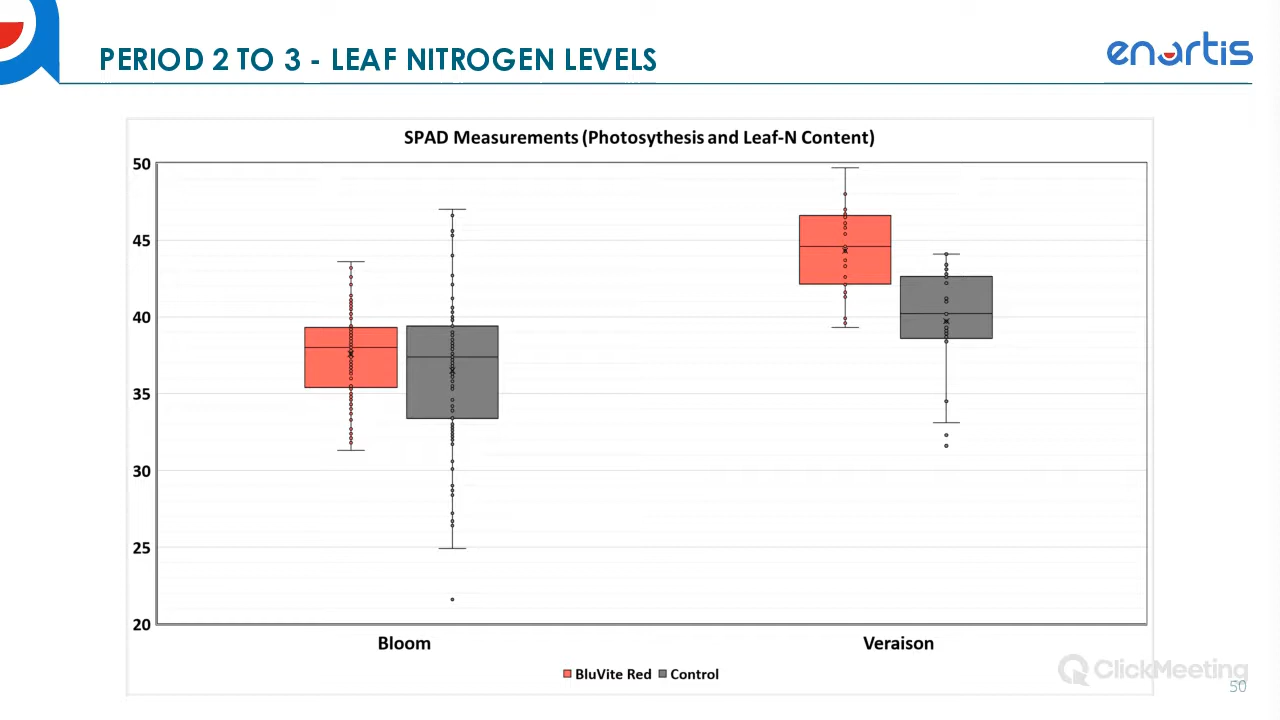 PERIOD 2 TO 3 - LEAF NITROGEN LEVELS
enartis
SPAD Measurements (Photosythesis and Leaf-N Content)
50
45
40
35
30
25
20
Bloom Veraison
BluVite Red Control
ClickMeeting
50